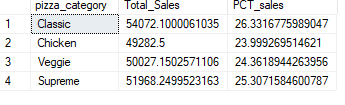 pizza_category Total_Sales PCT_sales
1 Classic 54072.1000061035 26.3316775989047
2 Chicken 49282.5 23.999269514621
3 Veggie 50027.1502571106 24.3618944263956
4 Supreme 51968.2499523163 25.3071584600787